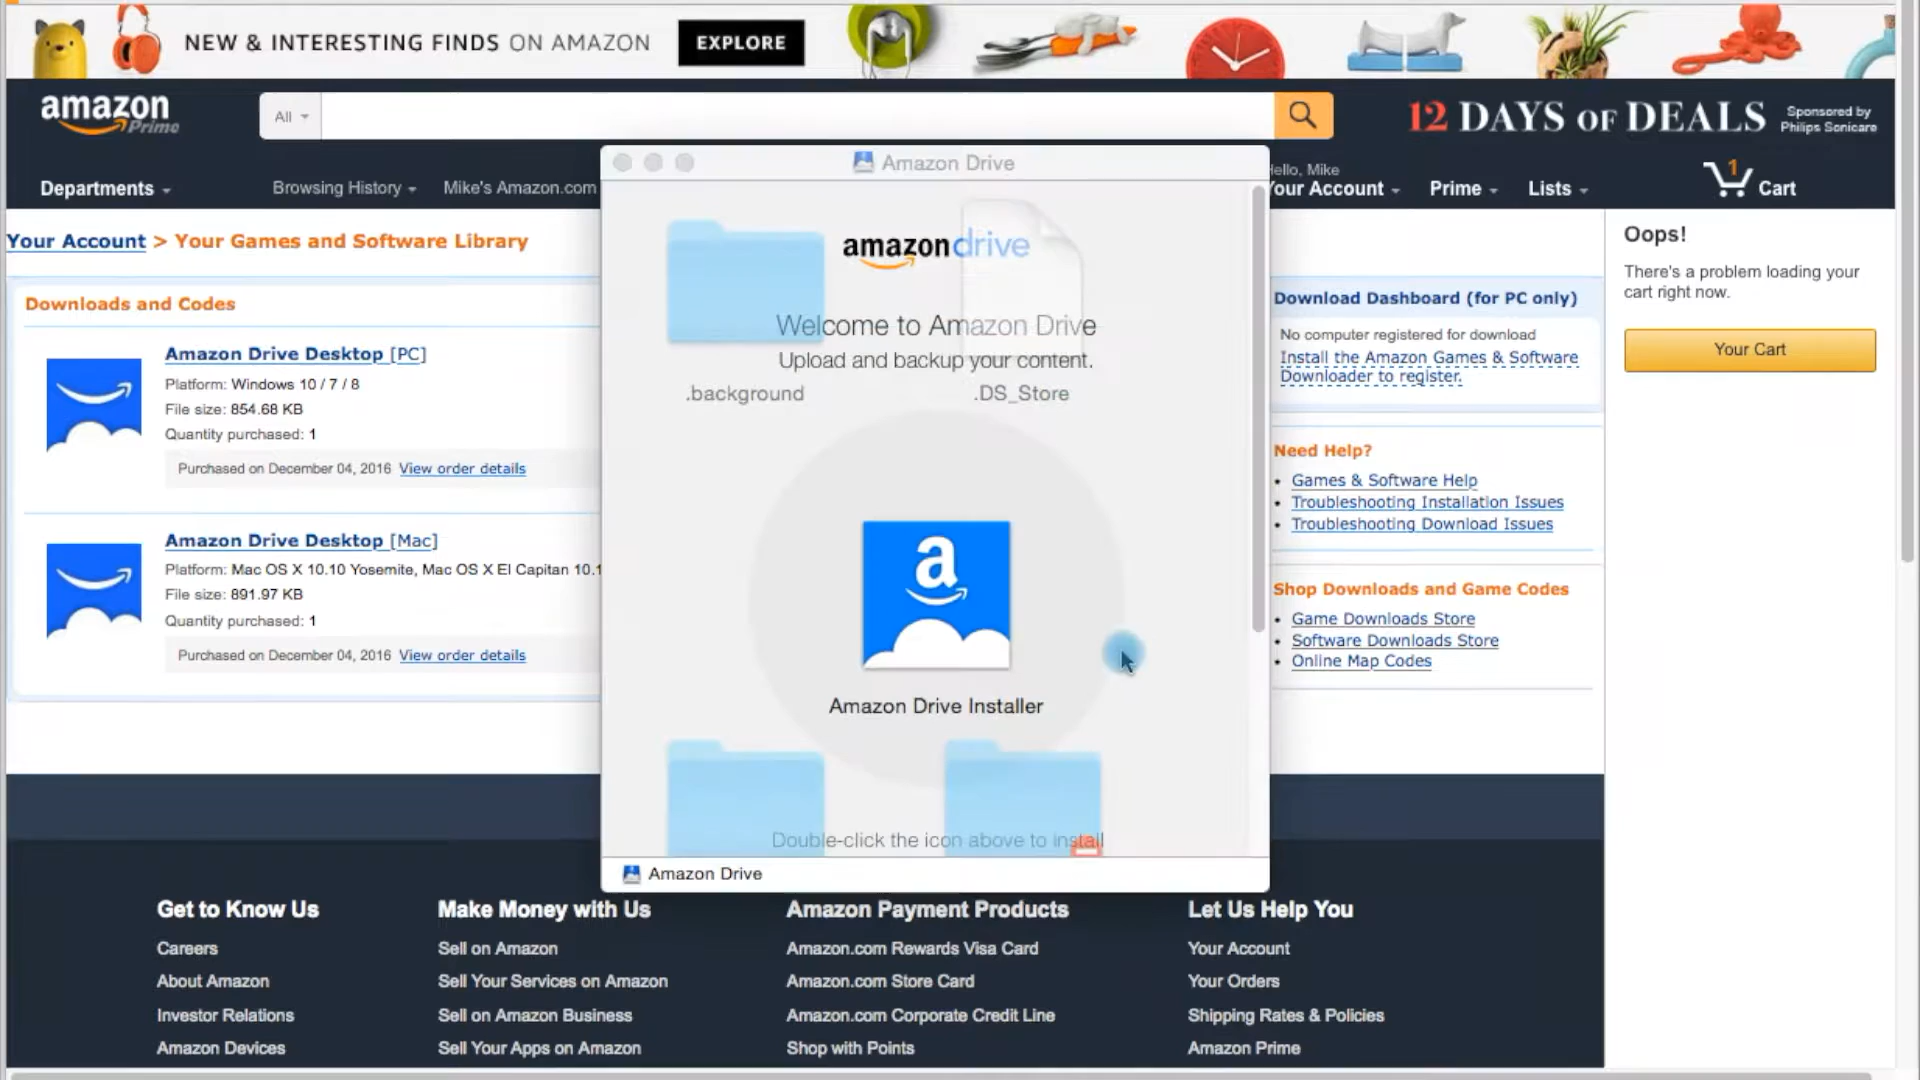 NEW & INTERESTING FINDS ON AMAZON
EXPLORE
amazon
Prime
All
12 DAYS OF DEALS
Sponsored by
Philips Sonicare
Departments
Browsing History
Mike's Amazon.com
ello, Mike
Your Account
Prime
Lists
1
Cart
Your Account > Your Games and Software Library
Downloads and Codes
Amazon Drive Desktop [PC]
Platform: Windows 10 / 7 / 8
File size: 854.68 KB
Quantity purchased: 1
Purchased on December 04, 2016 View order details
Amazon Drive Desktop [Mac]
Platform: Mac OS X 10.10 Yosemite, Mac OS X El Capitan 10.1
File size: 891.97 KB
Quantity purchased: 1
Purchased on December 04, 2016 View order details
Amazon Drive
amazondrive
Welcome to Amazon Drive
Upload and backup your content.
.background
.DS_Store
a
Amazon Drive Installer
Double-click the icon above to install
Amazon Drive
Download Dashboard (for PC only)
No computer registered for download
Install the Amazon Games & Software
Downloader to register.
Need Help?
• Games & Software Help
• Troubleshooting Installation Issues
• Troubleshooting Download Issues
Shop Downloads and Game Codes
• Game Downloads Store
• Software Downloads Store
• Online Map Codes
Oops!
There's a problem loading your
cart right now.
Your Cart
Get to Know Us
Careers
About Amazon
Investor Relations
Amazon Devices
Make Money with Us
Sell on Amazon
Sell Your Services on Amazon
Sell on Amazon Business
Sell Your Apps on Amazon
Amazon Payment Products
Amazon.com Rewards Visa Card
Amazon.com Store Card
Amazon.com Corporate Credit Line
Shop with Points
Let Us Help You
Your Account
Your Orders
Shipping Rates & Policies
Amazon Prime